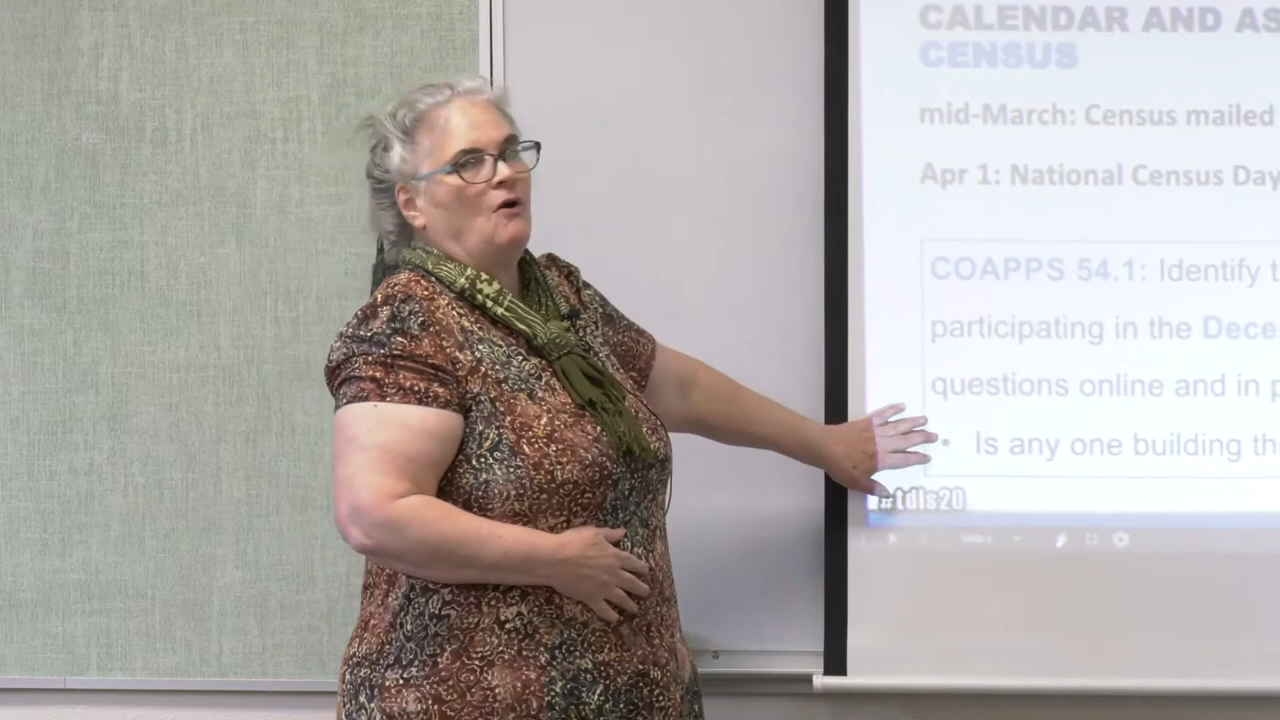 CALENDAR AND AS
CENSUS
mid-March: Census mailed
Apr 1: National Census Day
COAPPS 54.1: Identify t
participating in the Dece
questions online and in p
• Is any one building th
#tdls20